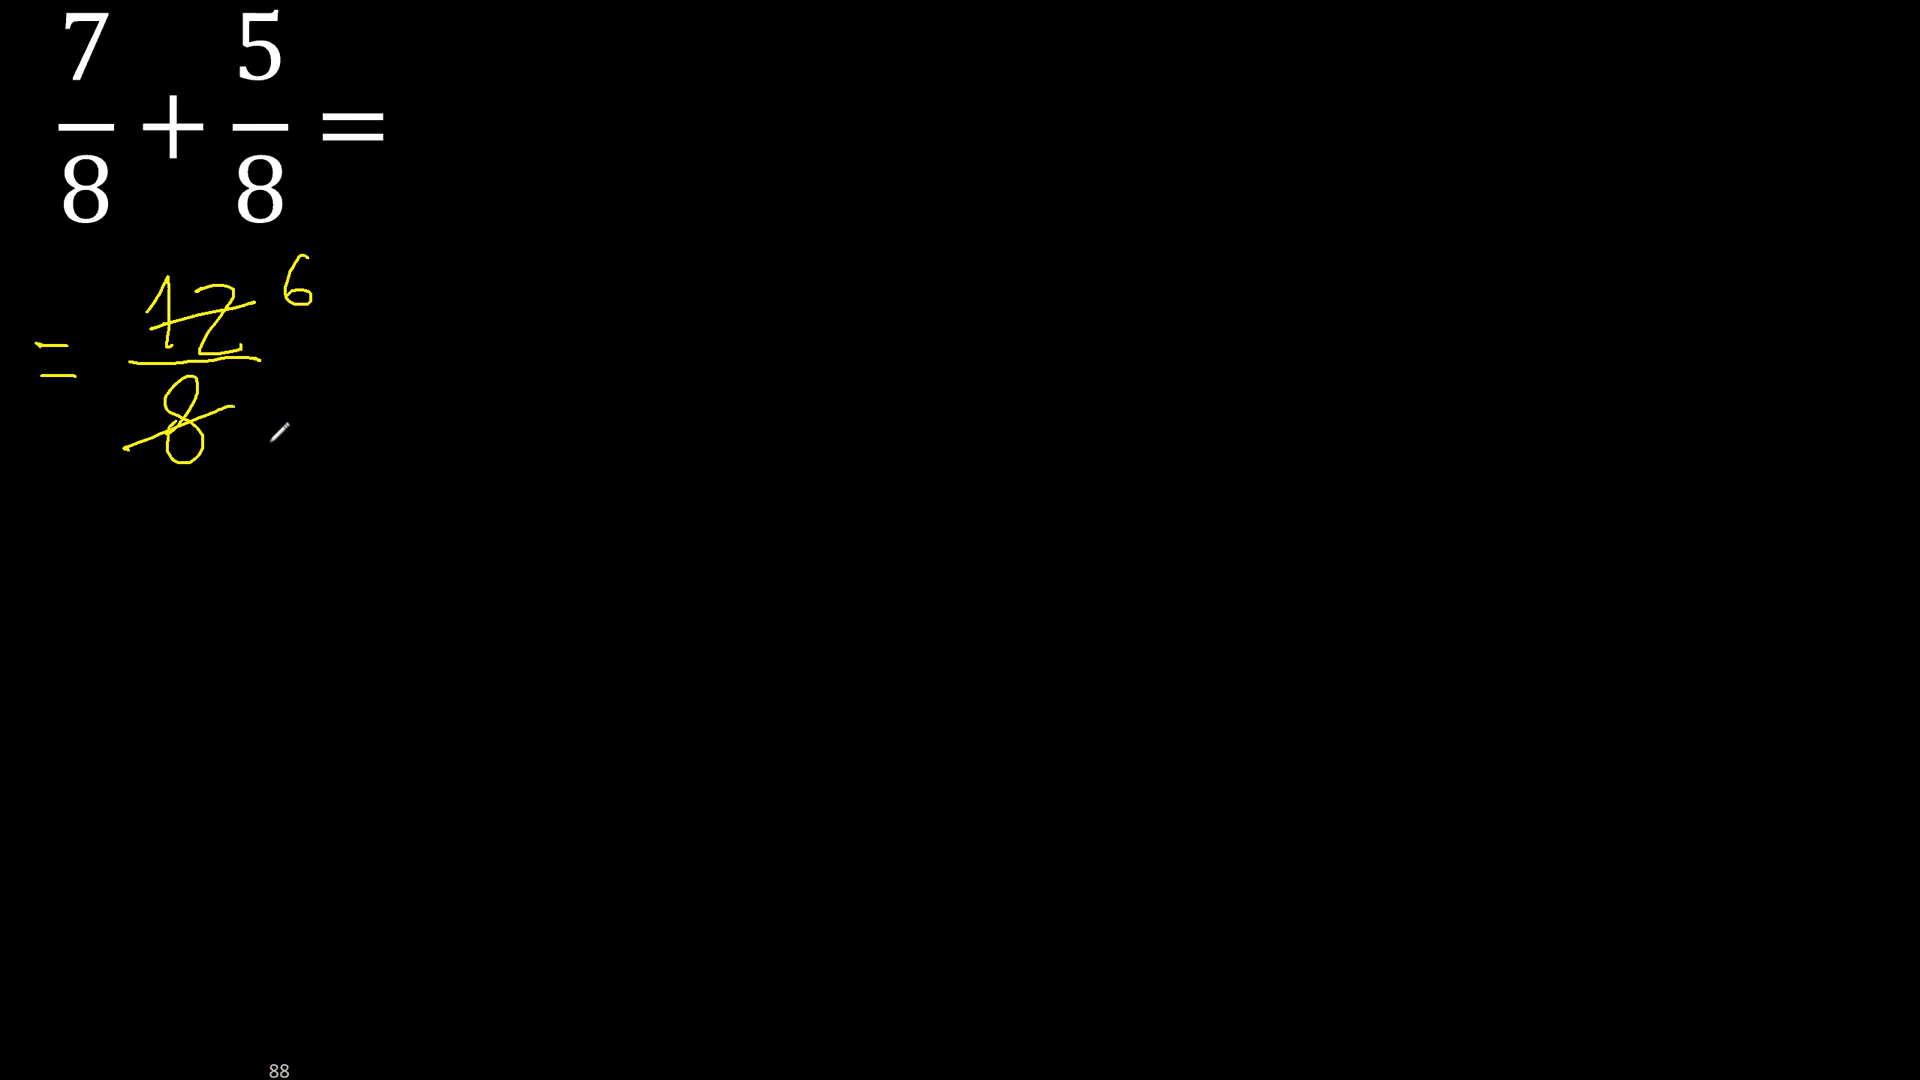 7/8 + 5/8 =
= 12/8 6
88